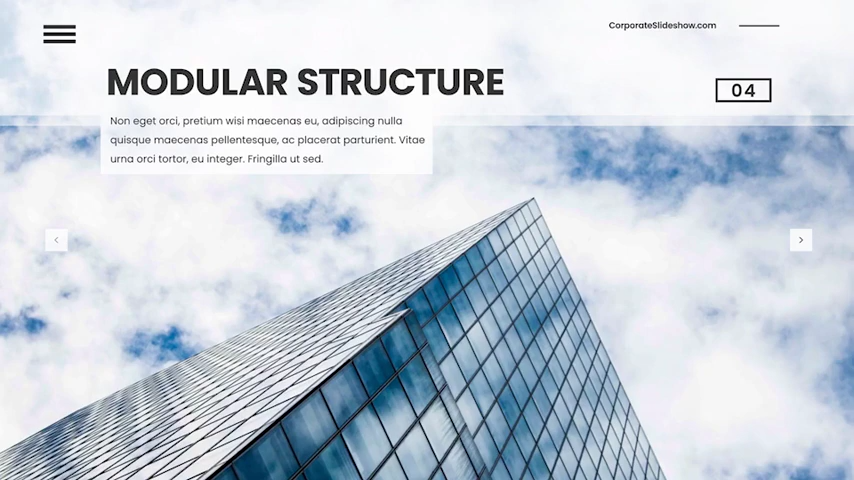 CorporateSlideshow.com
MODULAR STRUCTURE
04
Non eget orci, pretium wisi maecenas eu, adipiscing nulla
quisque maecenas pellentesque, ac placerat parturient. Vitae
urna orci tortor, eu integer. Fringilla ut sed.